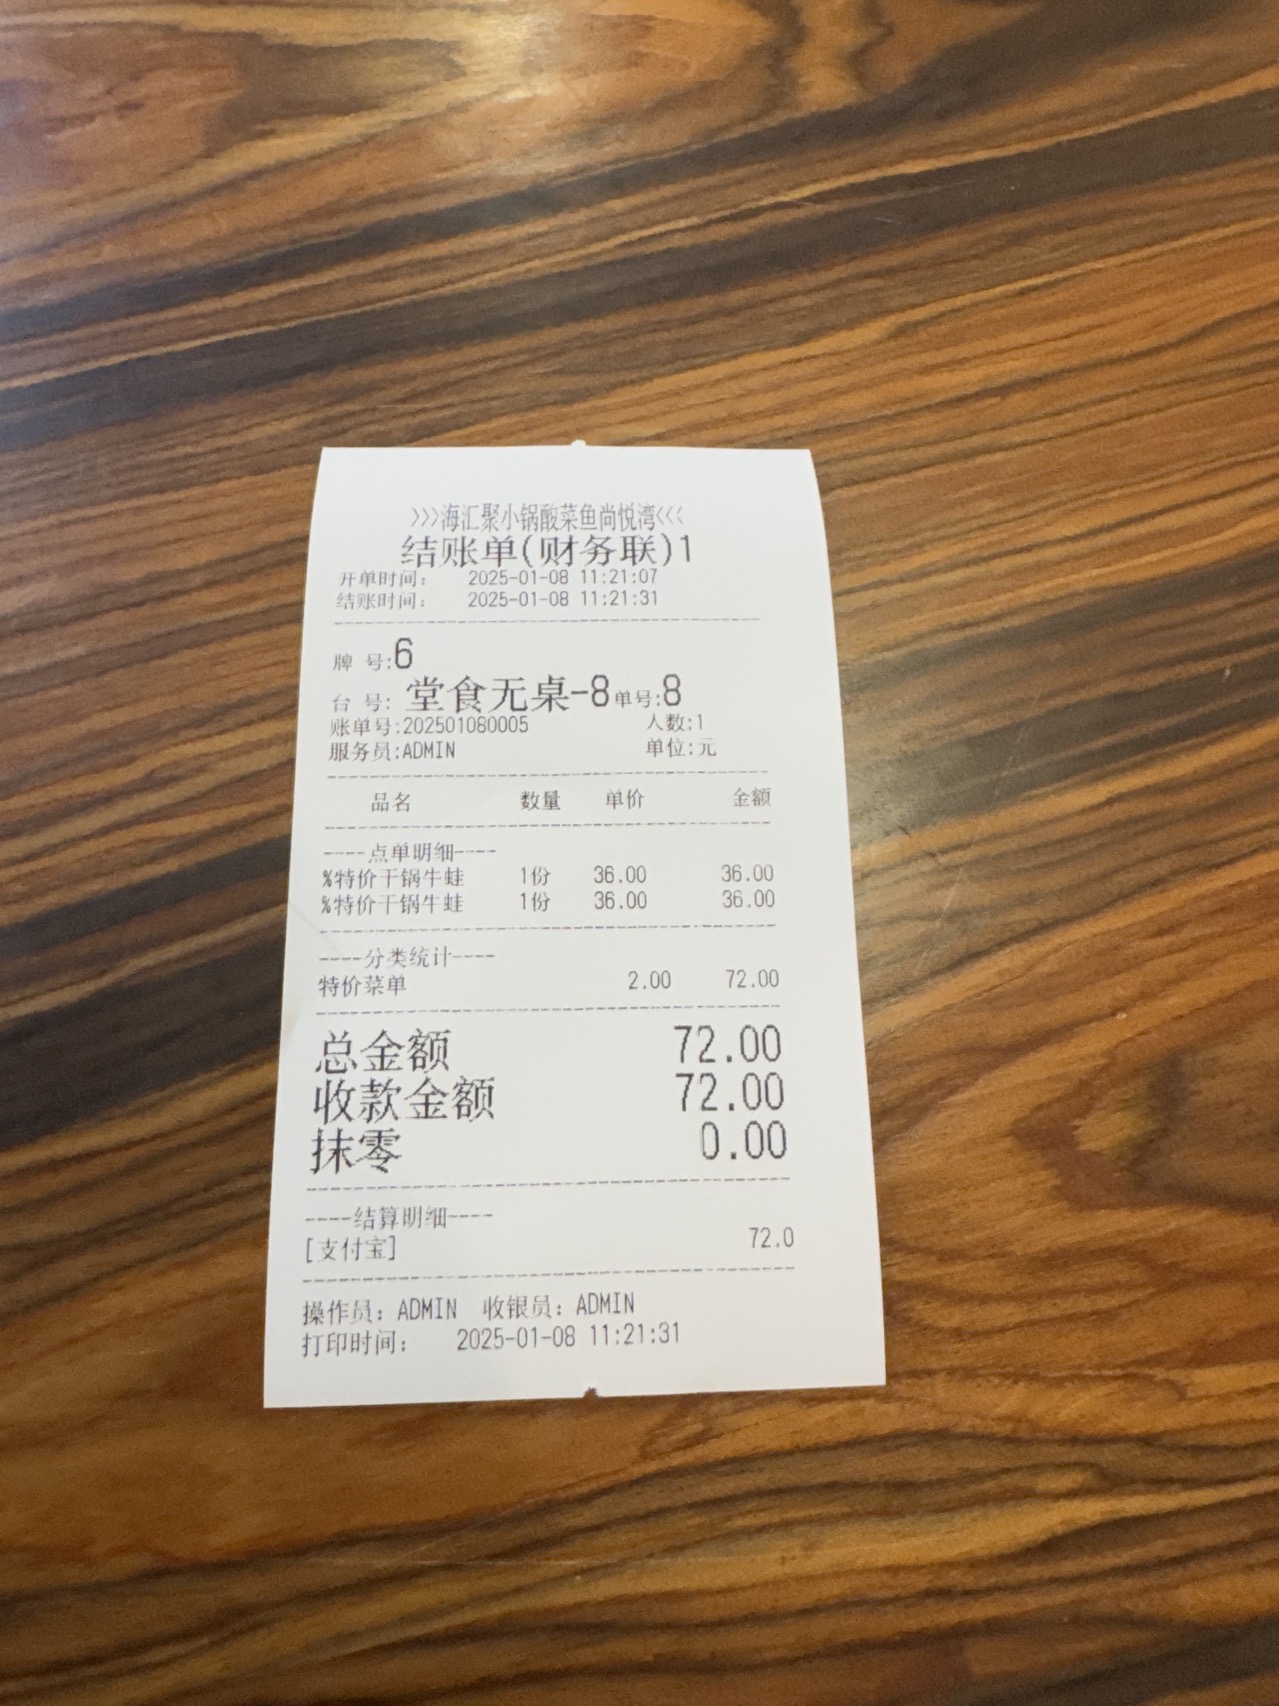 >>>海汇聚小锅酸菜鱼尚悦湾<<<
结账单(财务联)1
开单时间: 2025-01-08 11:21:07
结账时间: 2025-01-08 11:21:31
牌 号:6
台 号: 堂食无桌-8单号:8
账单号:202501080005 人数:1
服务员:ADMIN 单位:元
品名 数量 单价 金额
----点单明细----
%特价干锅牛蛙 1份 36.00 36.00
%特价干锅牛蛙 1份 36.00 36.00
----分类统计----
特价菜单 2.00 72.00
总金额 72.00
收款金额 72.00
抹零 0.00
----结算明细----
[支付宝] 72.0
操作员: ADMIN 收银员: ADMIN
打印时间: 2025-01-08 11:21:31